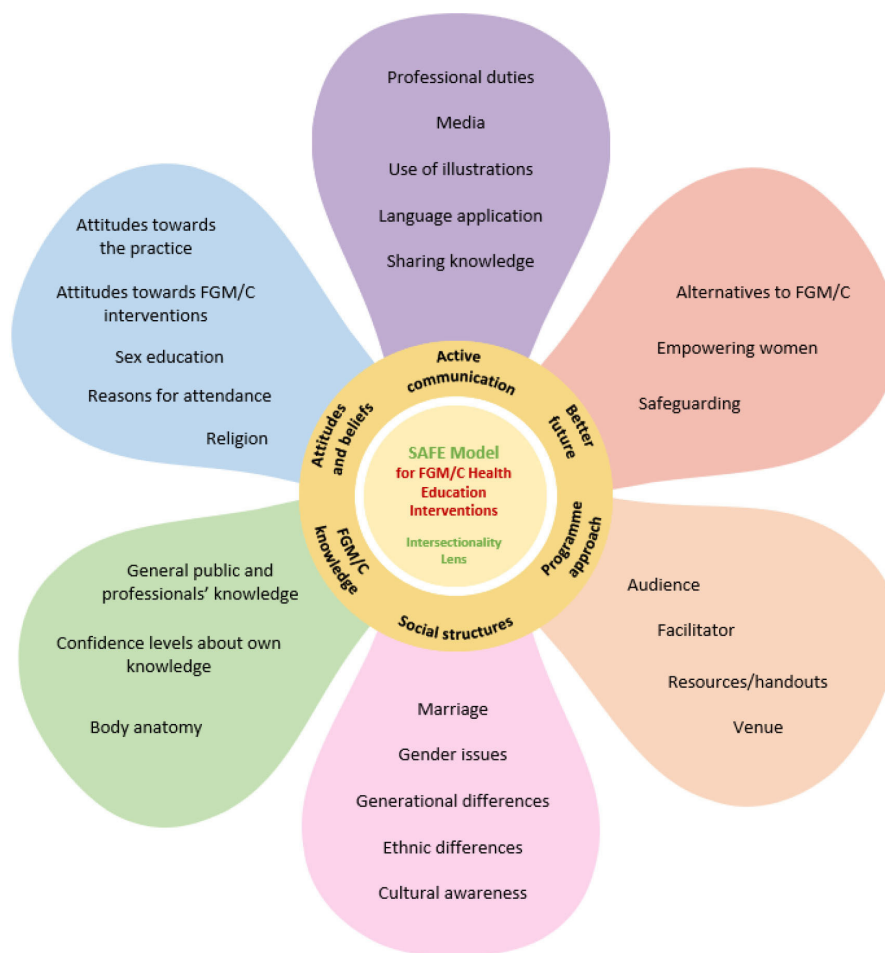 Professional duties
Media
Use of illustrations
Language application
Sharing knowledge
Attitudes towards
the practice
Attitudes towards FGM/C
interventions
Sex education
Reasons for attendance
Religion
Alternatives to FGM/C
Empowering women
Safeguarding
Active
communication
Better
future
Programme
approach
Social structures
FGM/C
knowledge
Attitudes
and beliefs
SAFE Model
for FGM/C Health
Education
Interventions
Intersectionality
Lens
General public and
professionals’ knowledge
Confidence levels about own
knowledge
Body anatomy
Audience
Facilitator
Resources/handouts
Venue
Marriage
Gender issues
Generational differences
Ethnic differences
Cultural awareness